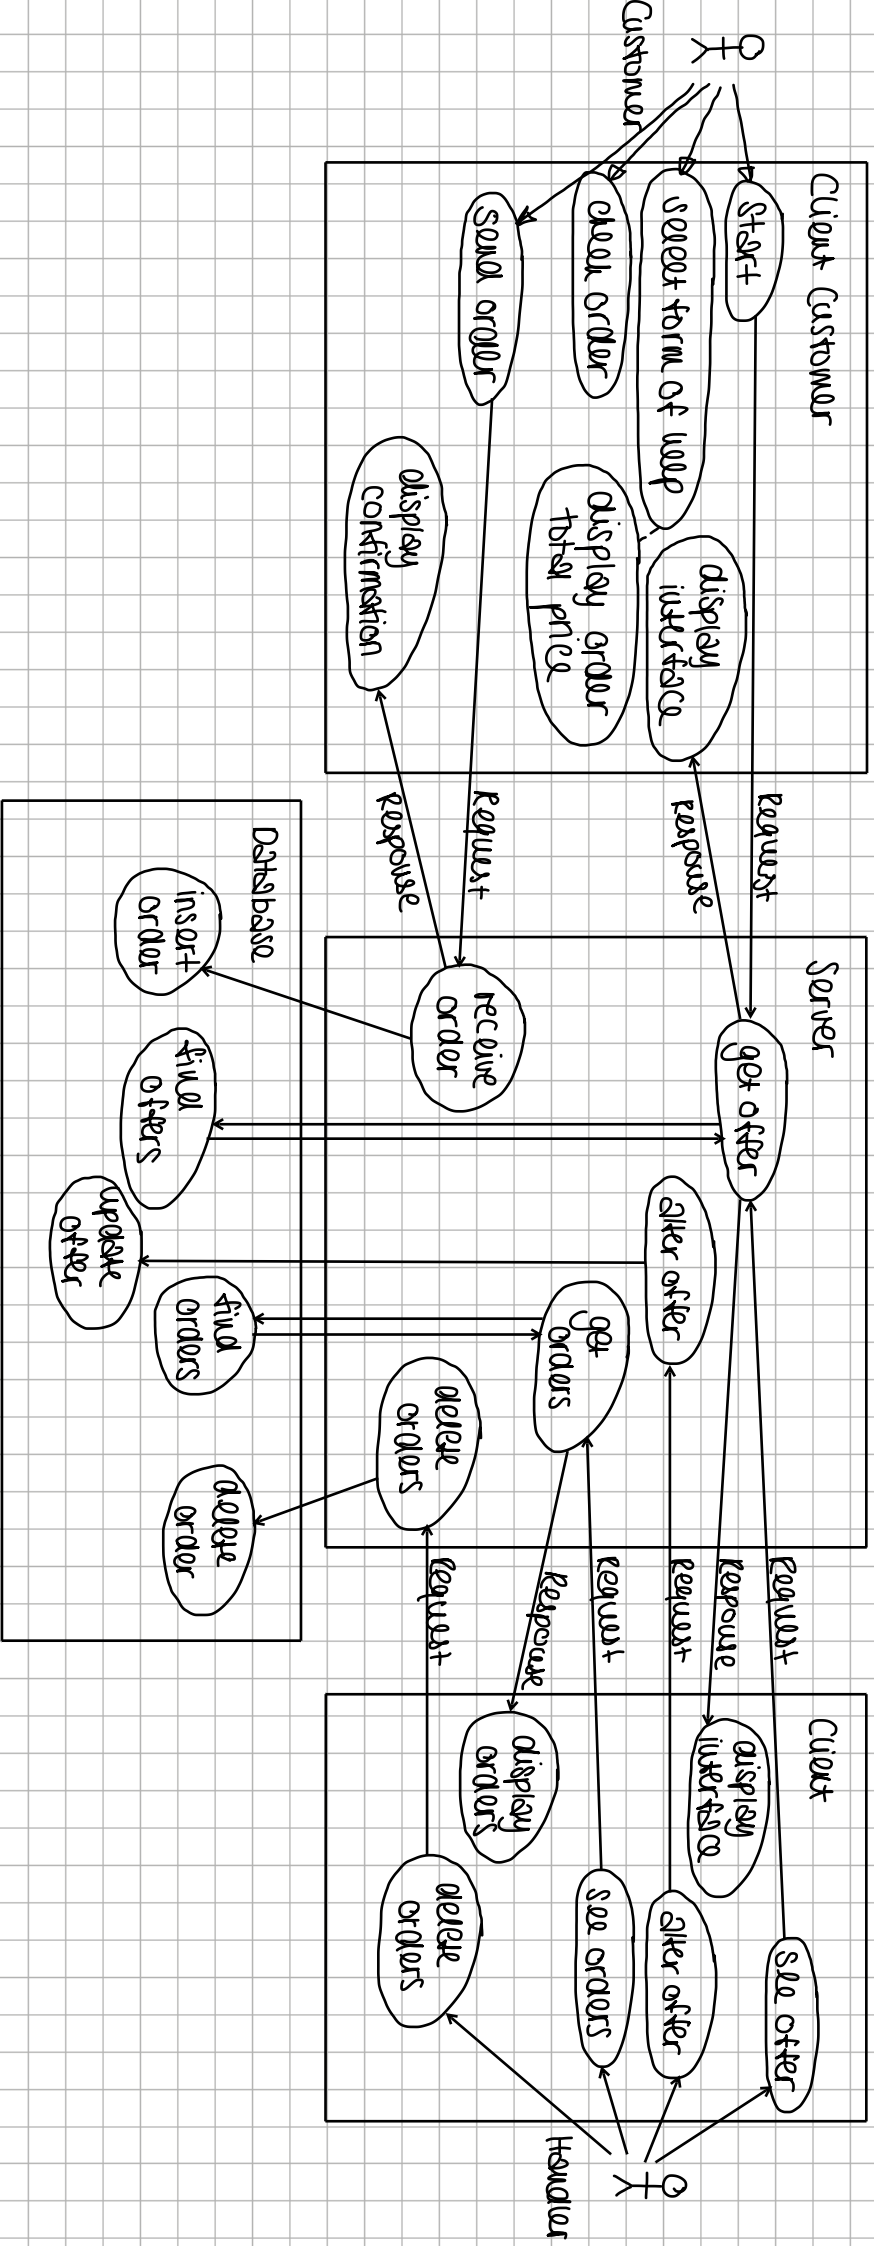 Customer
Client Customer
Start
select form of veep
check order
Send order
display
interface
display order
total price
display
confirmation
Request
Response
Request
Response
Server
get offer
receive
order
alter offer
get
orders
delete
orders
Database
insert
order
find
offers
update
offer
find
orders
delete
order
Request
Response
Request
Request
Response
Request
Client
display
interface
see offer
alter offer
see orders
display
orders
delete
orders
Handler